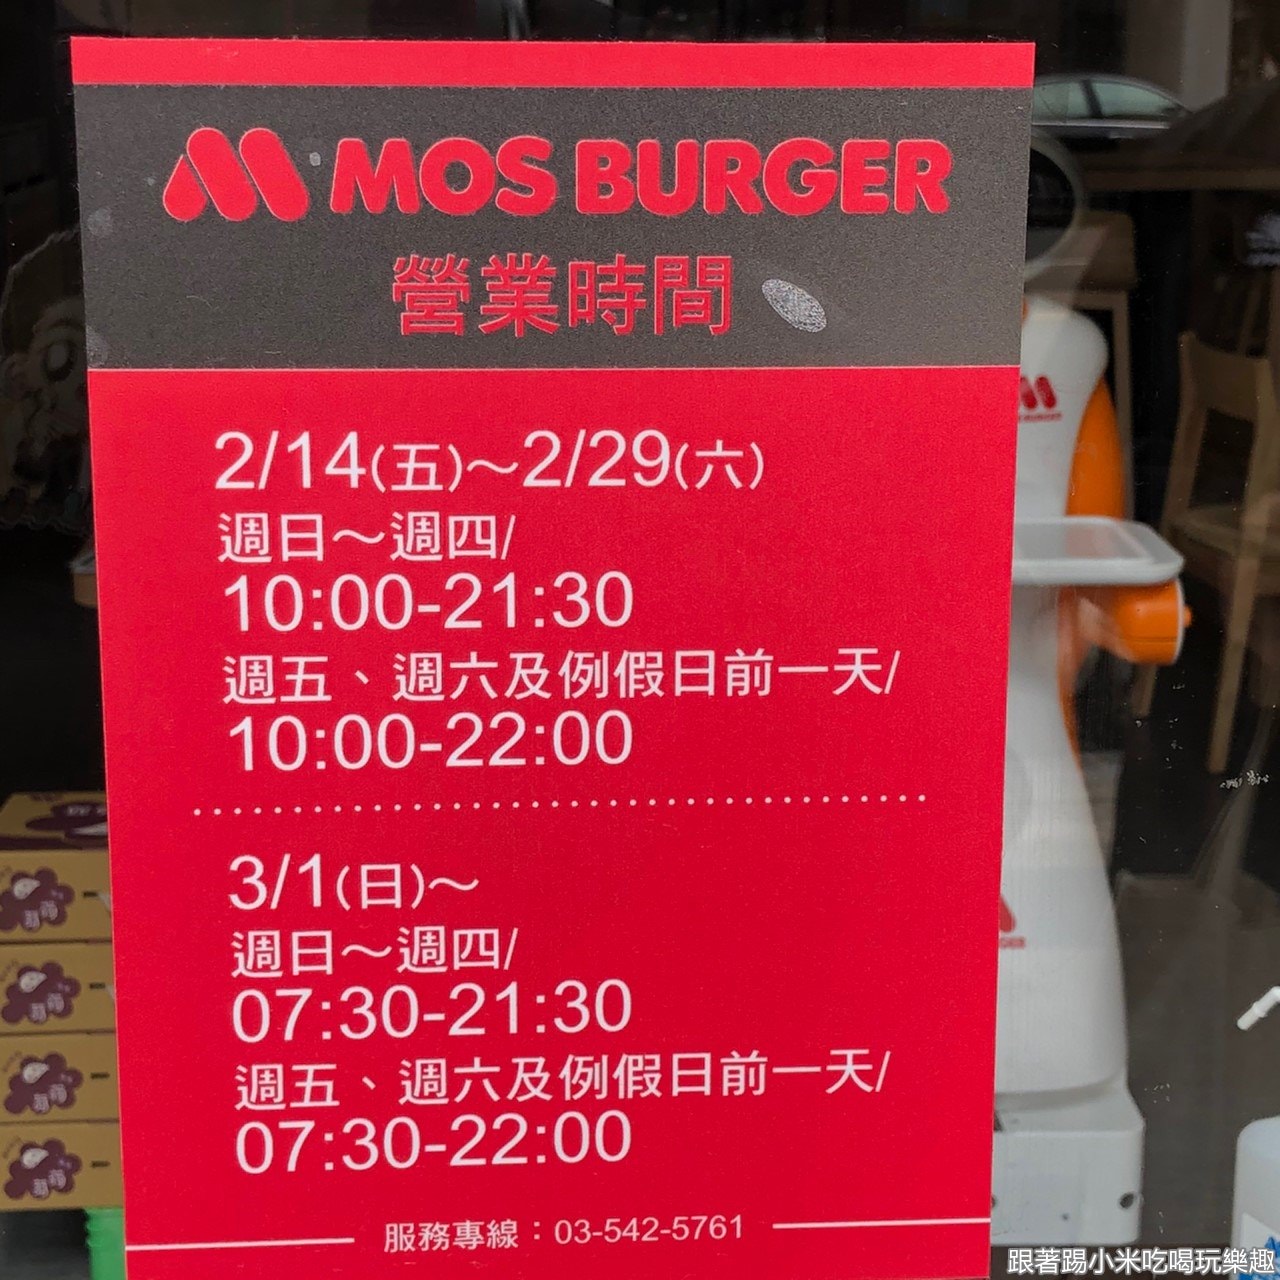 MOS BURGER
營業時間
2/14(五)～2/29(六)
週日～週四/
10:00-21:30
週五、週六及例假日前一天/
10:00-22:00
3/1(日)～
週日～週四/
07:30-21:30
週五、週六及例假日前一天/
07:30-22:00
服務專線：03-542-5761
跟著踢小米吃喝玩樂趣